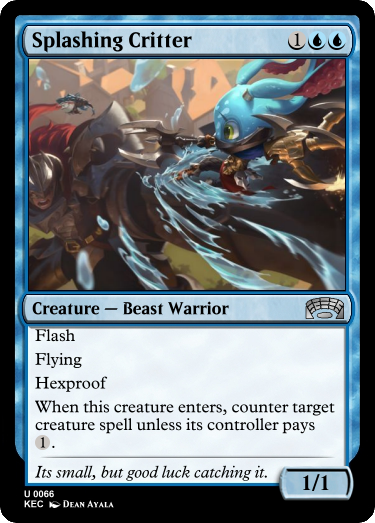 Splashing Critter 1
Creature — Beast Warrior
Flash
Flying
Hexproof
When this creature enters, counter target
creature spell unless its controller pays
1.
Its small, but good luck catching it.
1/1
U 0066
KEC Dean Ayala